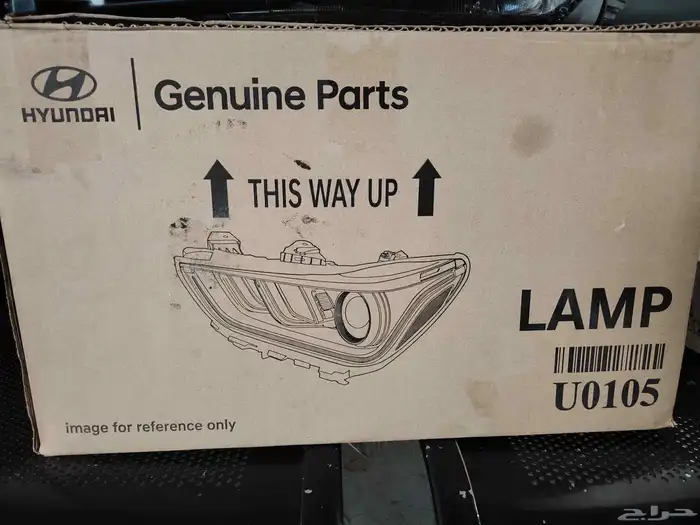 HYUNDAI
Genuine Parts
THIS WAY UP
LAMP
U0105
image for reference only
حراج